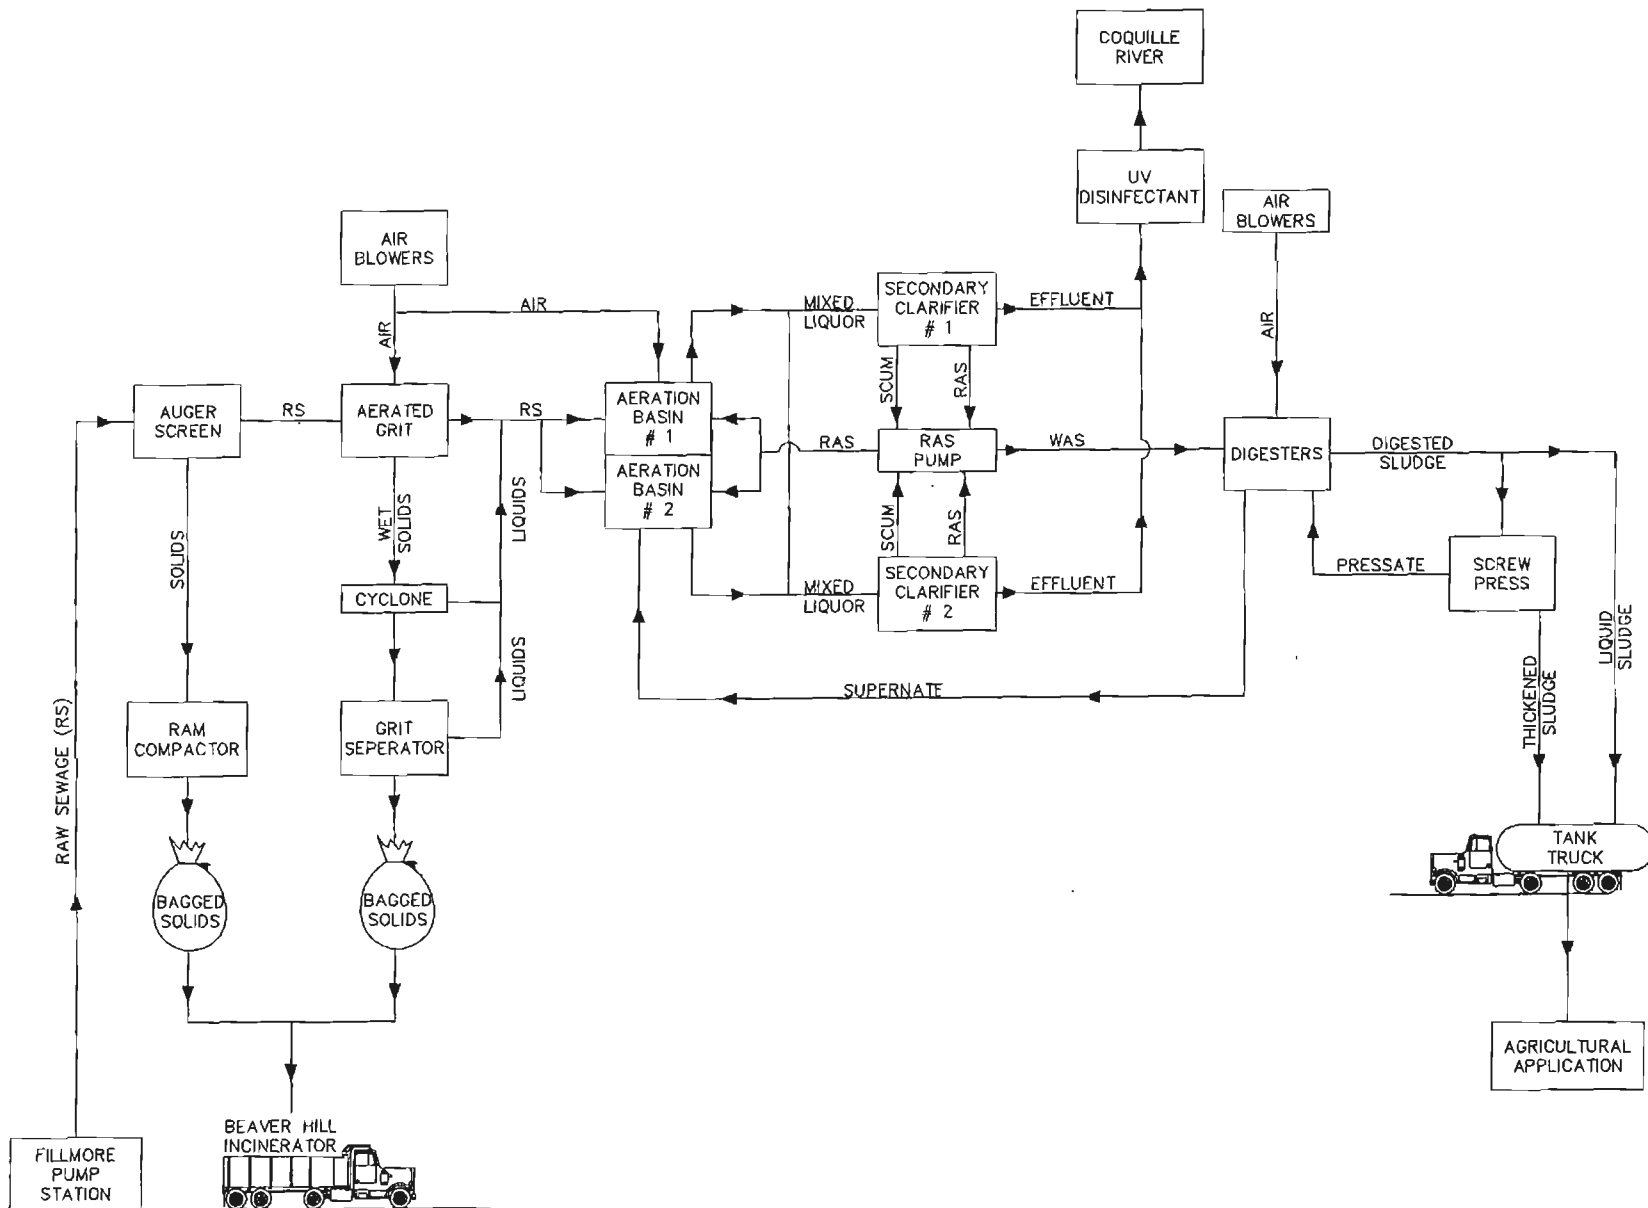 COQUILLE
RIVER
UV
DISINFECTANT
AIR
BLOWERS
AIR
BLOWERS
AIR
AIR
AIR
MIXED
LIQUOR
SECONDARY
CLARIFIER
# 1
EFFLUENT
SCUM
RAS
AUGER
SCREEN
RS
AERATED
GRIT
RS
AERATION
BASIN
# 1
AERATION
BASIN
# 2
RAS
RAS
PUMP
WAS
DIGESTERS
DIGESTED
SLUDGE
SOLIDS
WET
SOLIDS
LIQUIDS
SCUM
RAS
CYCLONE
MIXED
LIQUOR
SECONDARY
CLARIFIER
# 2
EFFLUENT
PRESSATE
SCREW
PRESS
LIQUIDS
SUPERNATE
THICKENED
SLUDGE
LIQUID
SLUDGE
RAW SEWAGE (RS)
RAM
COMPACTOR
GRIT
SEPERATOR
BAGGED
SOLIDS
BAGGED
SOLIDS
TANK
TRUCK
AGRICULTURAL
APPLICATION
BEAVER HILL
INCINERATOR
FILLMORE
PUMP
STATION